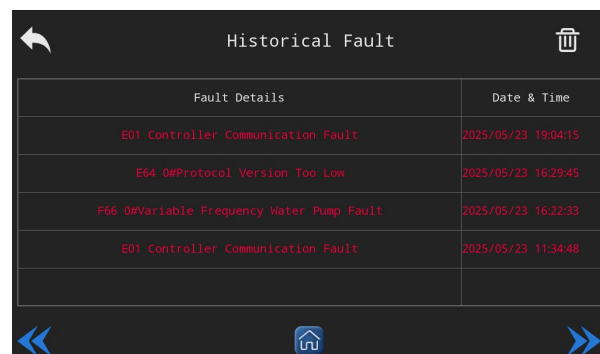 Historical Fault
Fault Details Date & Time
E01 Controller Communication Fault 2025/05/23 19:04:15
E64 0#Protocol Version Too Low 2025/05/23 16:29:45
F66 0#Variable Frequency Water Pump Fault 2025/05/23 16:22:33
E01 Controller Communication Fault 2025/05/23 11:34:48